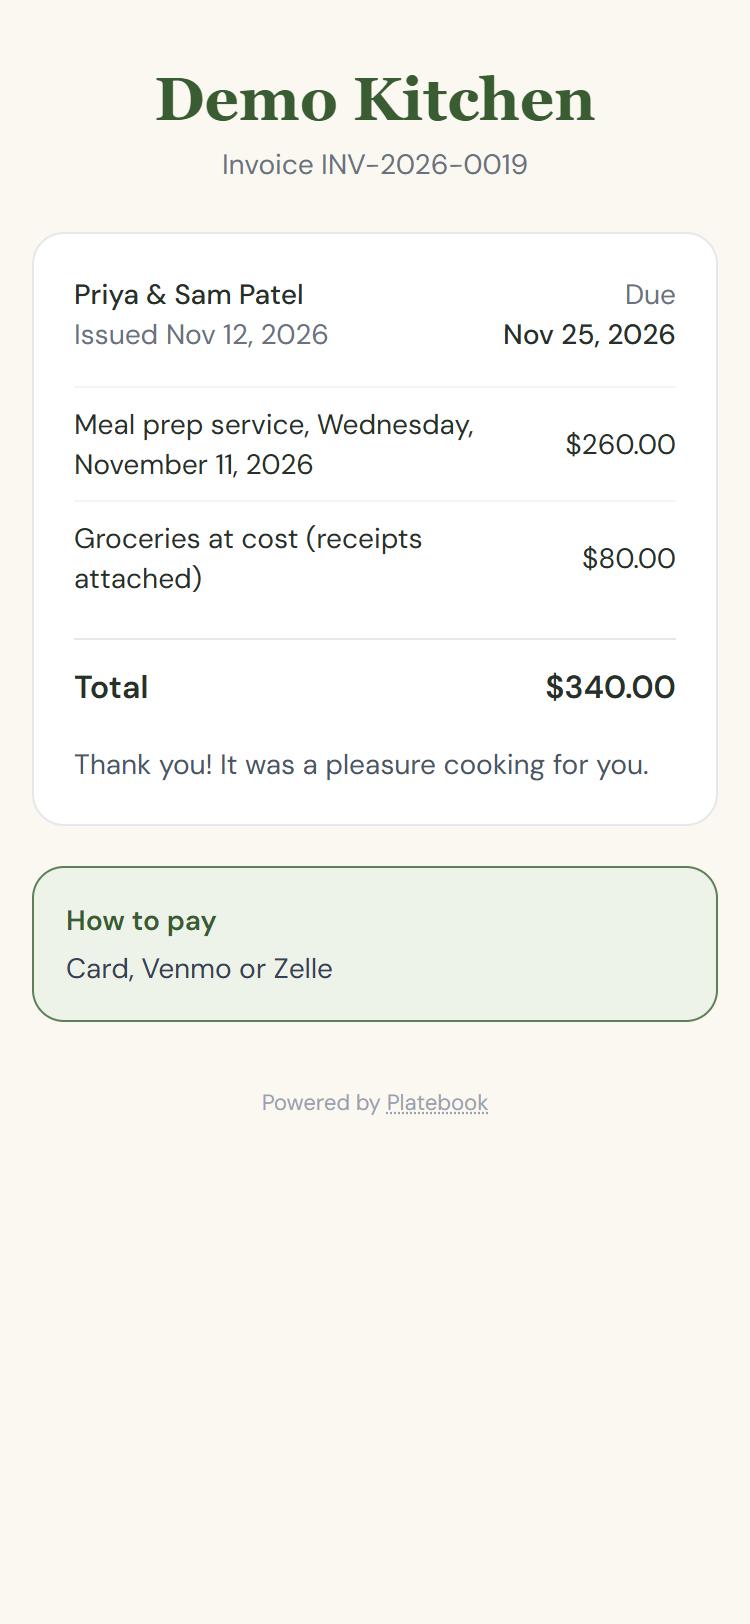 Demo Kitchen
Invoice INV-2026-0019
Priya & Sam Patel
Due
Issued Nov 12, 2026
Nov 25, 2026
Meal prep service, Wednesday,
November 11, 2026
$260.00
Groceries at cost (receipts
attached)
$80.00
Total
$340.00
Thank you! It was a pleasure cooking for you.
How to pay
Card, Venmo or Zelle
Powered by Platebook